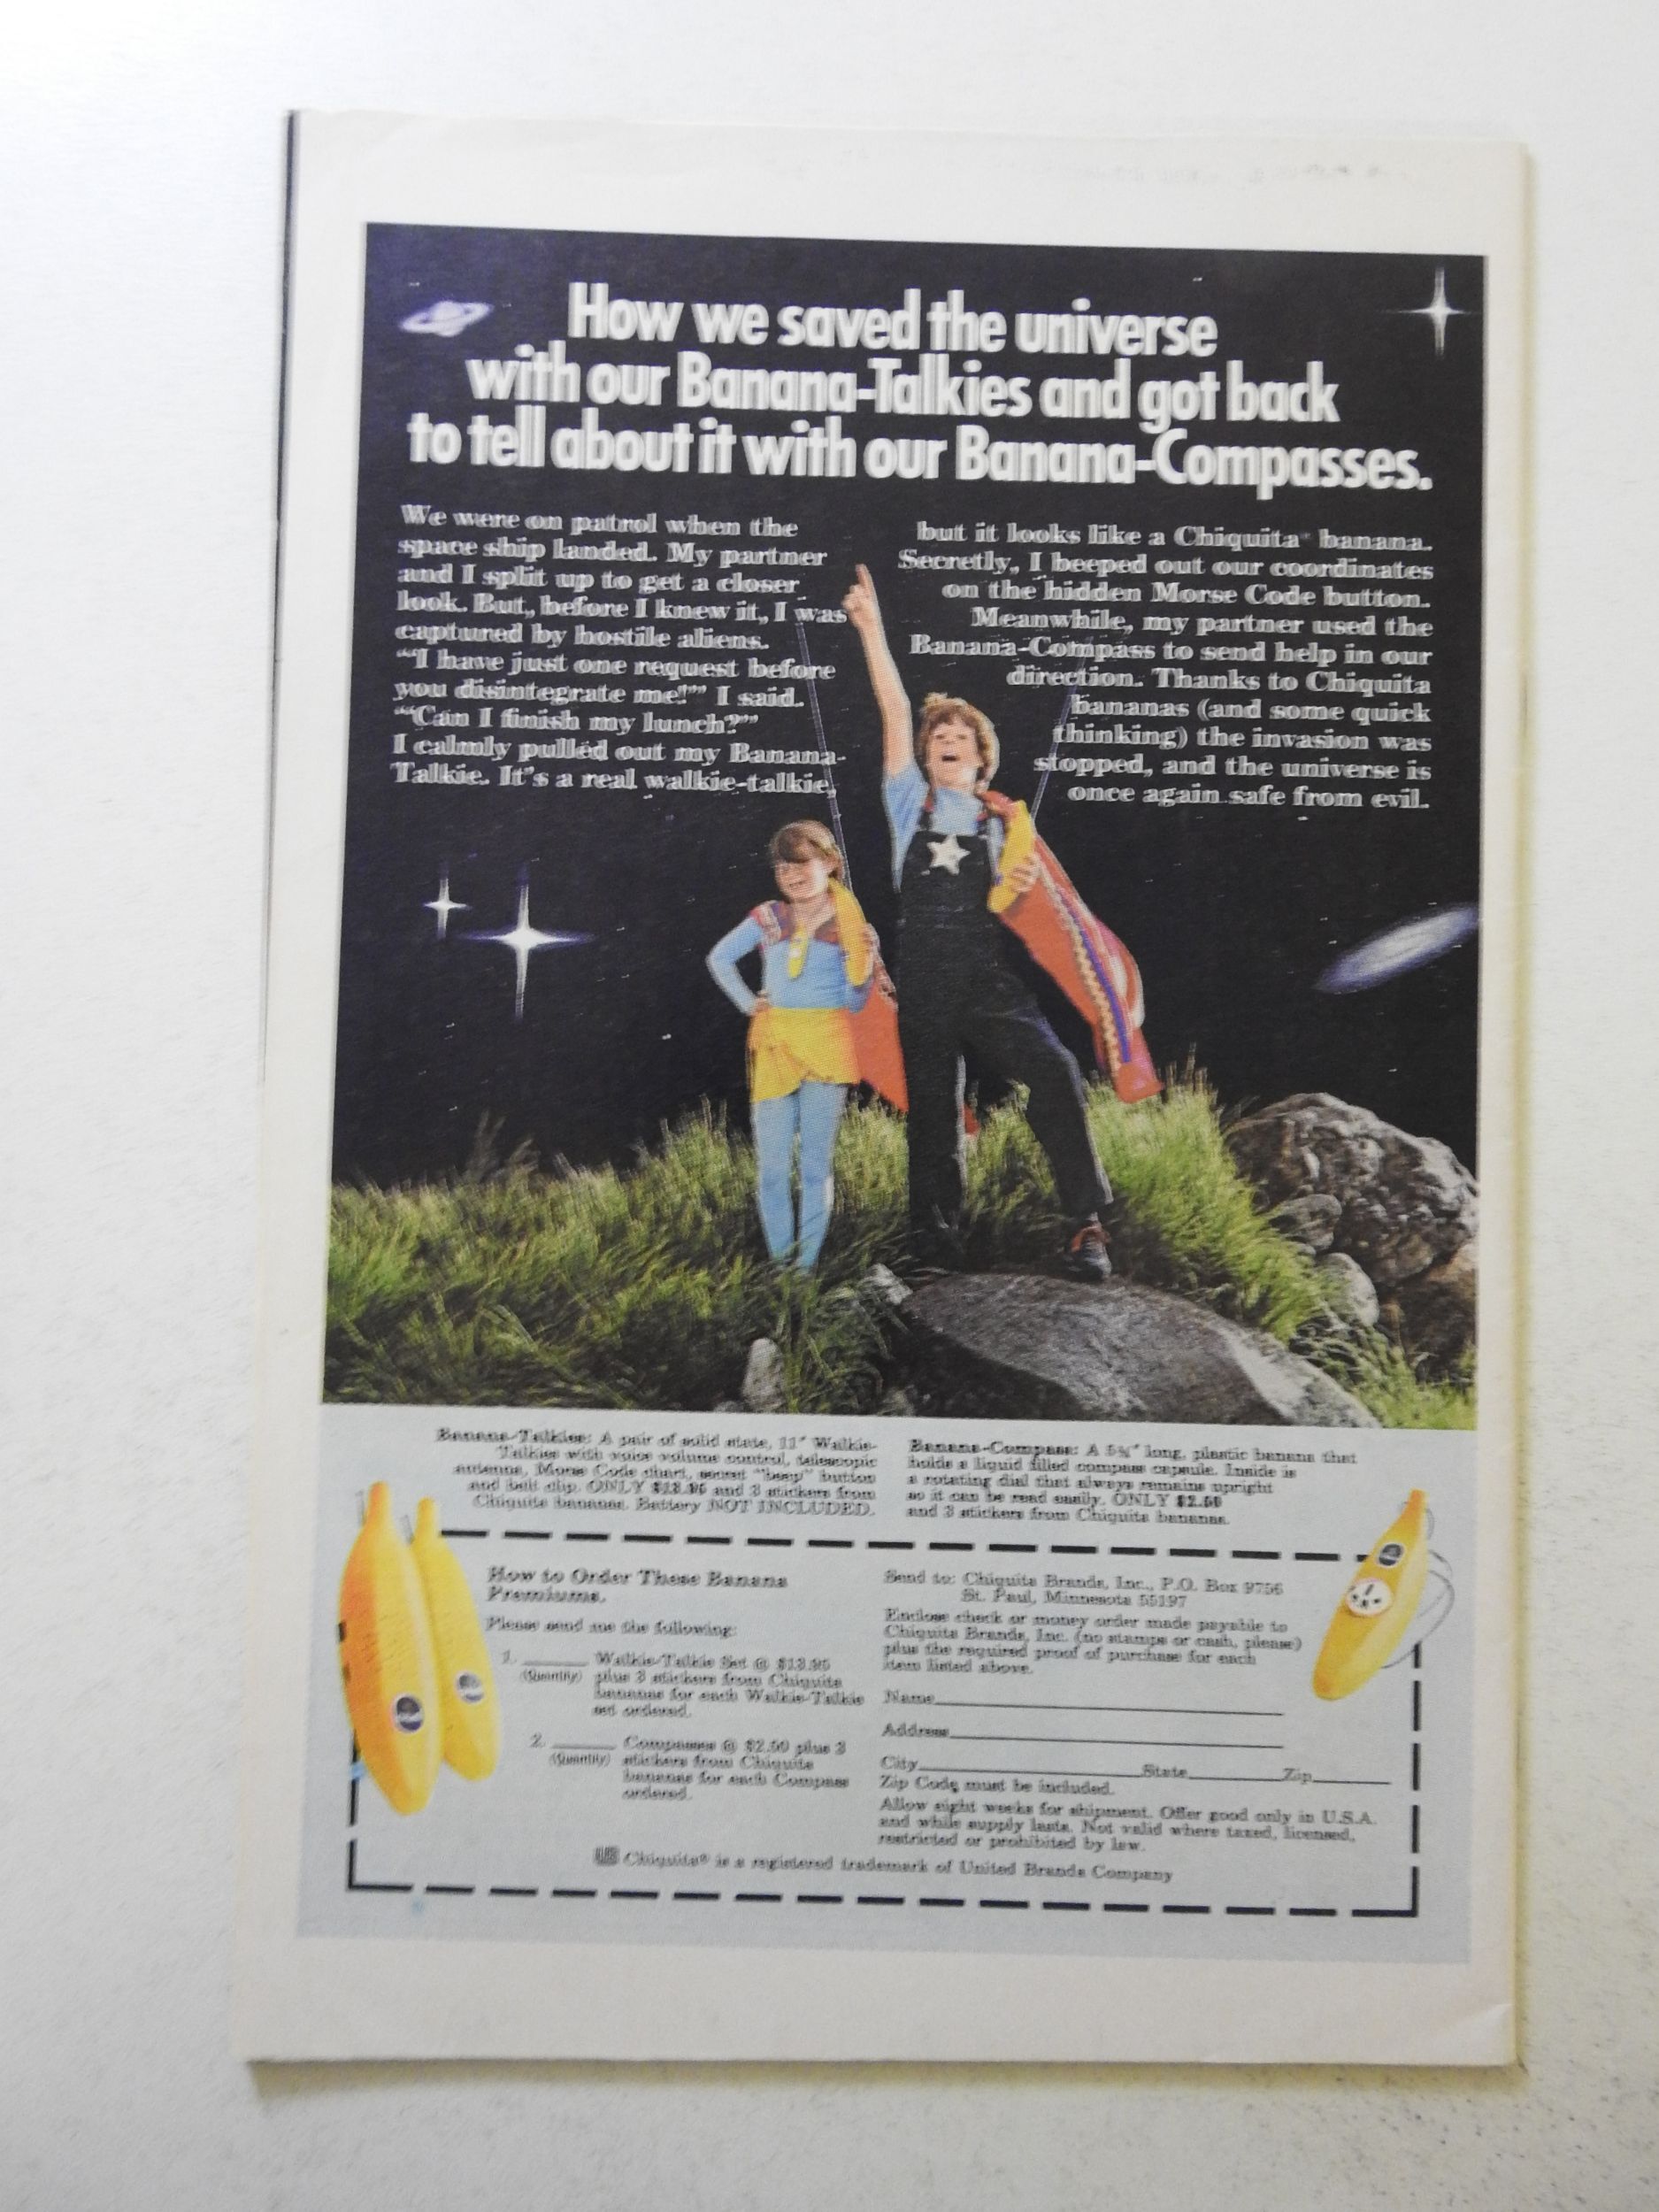 How we saved the universe
with our Banana-Talkies and got back
to tell about it with our Banana-Compasses.
We were on patrol when the
space ship landed. My partner
and I split up to get a closer
look. But, before I knew it, I was
captured by hostile aliens.
"I have just one request before
you disintegrate me!" I said.
"Can I finish my lunch?"
I calmly pulled out my Banana-
Talkie. It's a real walkie-talkie,
but it looks like a Chiquita® banana.
Secretly, I beeped out our coordinates
on the hidden Morse Code button.
Meanwhile, my partner used the
Banana-Compass to send help in our
direction. Thanks to Chiquita
bananas (and some quick
thinking) the invasion was
stopped, and the universe is
once again safe from evil.
Banana-Talkies: A pair of solid state, 11" Walkie-
Talkies with voice volume control, telescopic
antenna, Morse Code chart, secret "beep" button
and belt clip. ONLY $13.95 and 3 stickers from
Chiquita bananas. Battery NOT INCLUDED.
Banana-Compass: A 5¾" long, plastic banana that
holds a liquid filled compass capsule. Inside is
a rotating dial that always remains upright
so it can be read easily. ONLY $2.50
and 3 stickers from Chiquita bananas.
How to Order These Banana
Premiums.
Please send me the following:
1. Walkie-Talkie Set @ $13.95
(Quantity) plus 3 stickers from Chiquita
bananas for each Walkie-Talkie
set ordered.
2. Compasses @ $2.50 plus 3
(Quantity) stickers from Chiquita
bananas for each Compass
ordered.
Send to: Chiquita Brands, Inc., P.O. Box 9756
St. Paul, Minnesota 55197
Enclose check or money order made payable to
Chiquita Brands, Inc. (no stamps or cash, please)
plus the required proof of purchase for each
item listed above.
Name
Address
City State Zip
Zip Code must be included.
Allow eight weeks for shipment. Offer good only in U.S.A.
and while supply lasts. Not valid where taxed, licensed,
restricted or prohibited by law.
Chiquita® is a registered trademark of United Brands Company